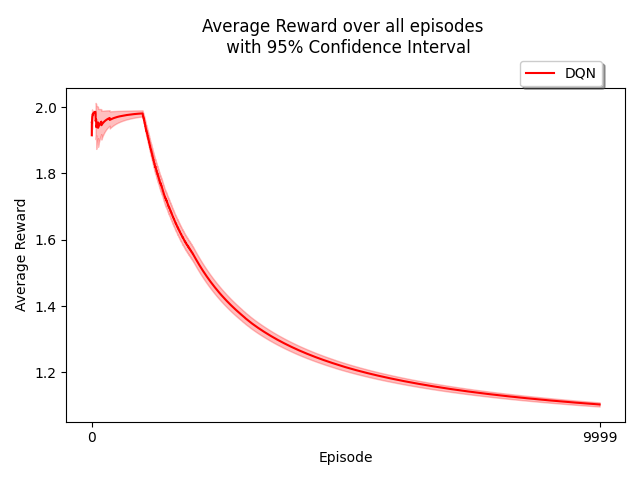 Average Reward over all episodes
with 95% Confidence Interval
DQN
2.0
1.8
1.6
1.4
1.2
Average Reward
0
9999
Episode